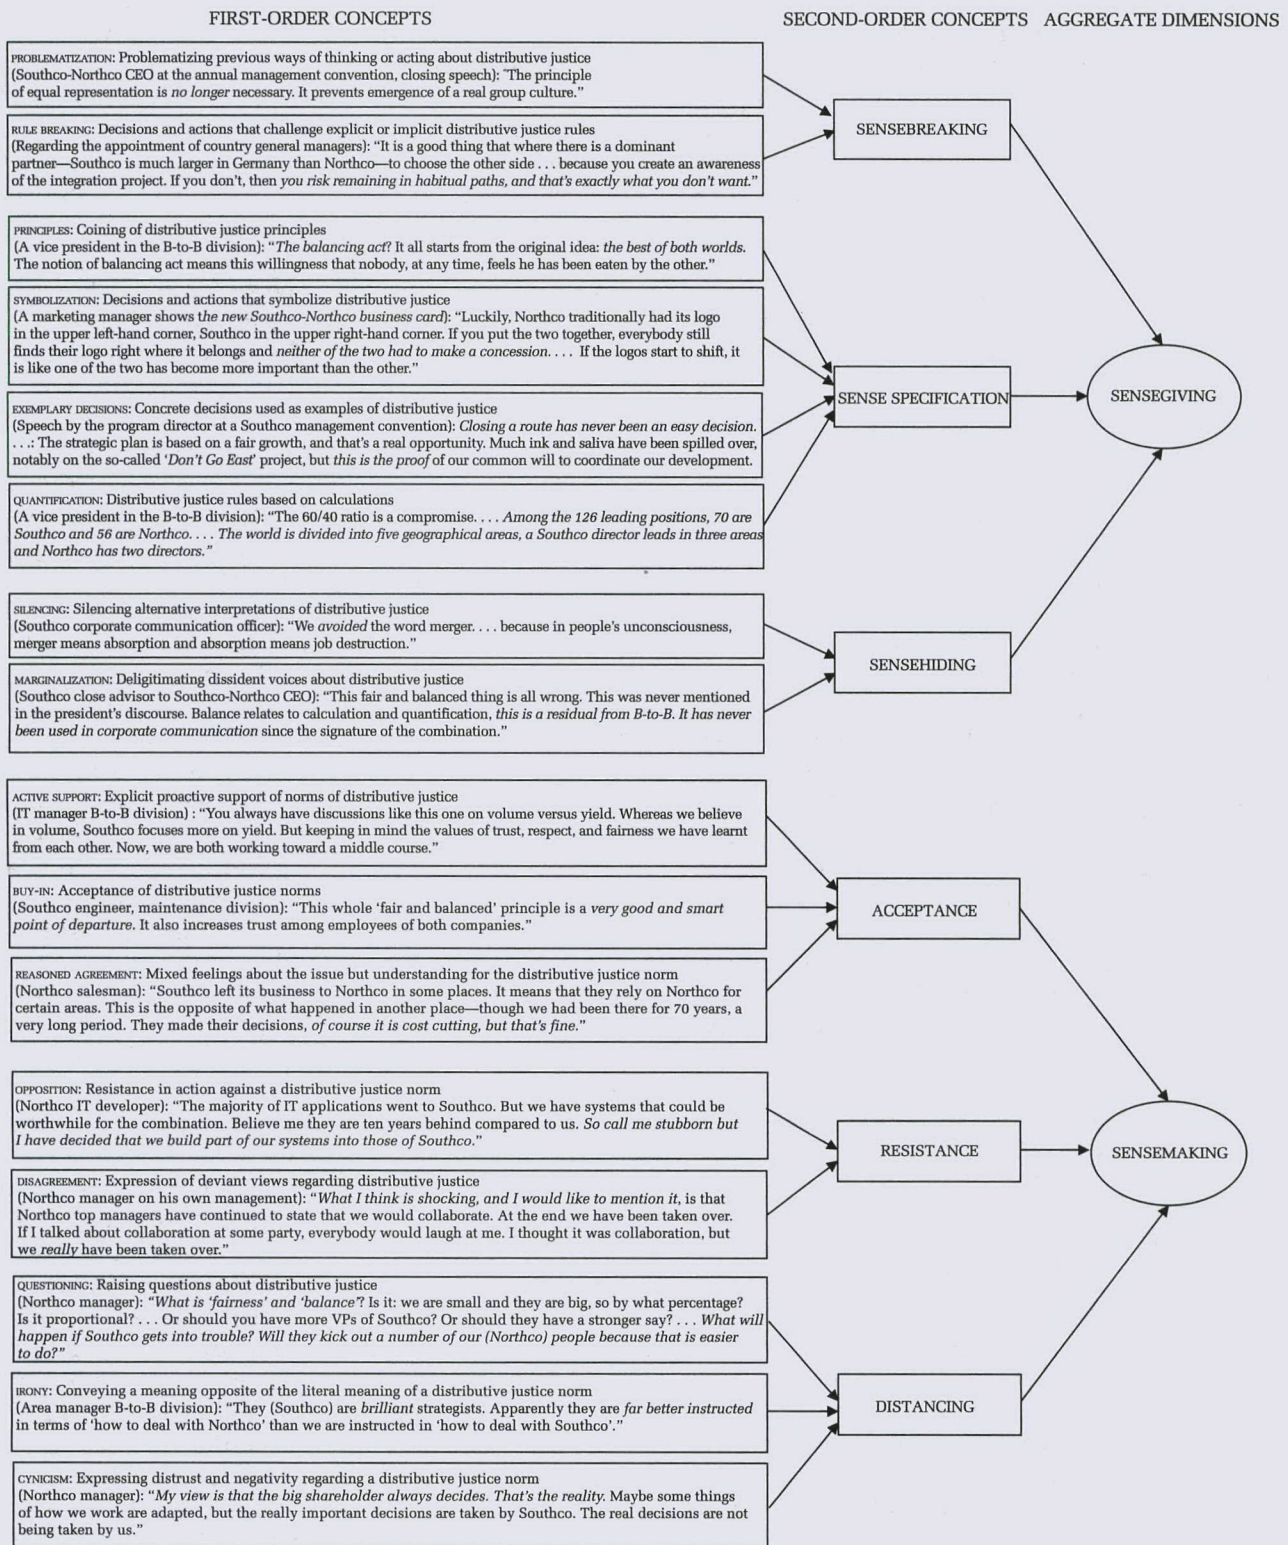 FIRST-ORDER CONCEPTS
SECOND-ORDER CONCEPTS
AGGREGATE DIMENSIONS
PROBLEMATIZATION: Problematizing previous ways of thinking or acting about distributive justice
(Southco-Northco CEO at the annual management convention, closing speech): "The principle
of equal representation is no longer necessary. It prevents emergence of a real group culture."
RULE BREAKING: Decisions and actions that challenge explicit or implicit distributive justice rules
(Regarding the appointment of country general managers): "It is a good thing that where there is a dominant
partner—Southco is much larger in Germany than Northco—to choose the other side . . . because you create an awareness
of the integration project. If you don't, then you risk remaining in habitual paths, and that's exactly what you don't want."
SENSEBREAKING
PRINCIPLES: Coining of distributive justice principles
(A vice president in the B-to-B division): "The balancing act? It all starts from the original idea: the best of both worlds.
The notion of balancing act means this willingness that nobody, at any time, feels he has been eaten by the other."
SYMBOLIZATION: Decisions and actions that symbolize distributive justice
(A marketing manager shows the new Southco-Northco business card): "Luckily, Northco traditionally had its logo
in the upper left-hand corner, Southco in the upper right-hand corner. If you put the two together, everybody still
finds their logo right where it belongs and neither of the two had to make a concession. . . . If the logos start to shift, it
is like one of the two has become more important than the other."
EXEMPLARY DECISIONS: Concrete decisions used as examples of distributive justice
(Speech by the program director at a Southco management convention): Closing a route has never been an easy decision.
. . .: The strategic plan is based on a fair growth, and that's a real opportunity. Much ink and saliva have been spilled over,
notably on the so-called 'Don't Go East' project, but this is the proof of our common will to coordinate our development.
QUANTIFICATION: Distributive justice rules based on calculations
(A vice president in the B-to-B division): "The 60/40 ratio is a compromise. . . . Among the 126 leading positions, 70 are
Southco and 56 are Northco. . . . The world is divided into five geographical areas, a Southco director leads in three areas
and Northco has two directors."
SENSE SPECIFICATION
SENSEGIVING
SILENCING: Silencing alternative interpretations of distributive justice
(Southco corporate communication officer): "We avoided the word merger. . . . because in people's unconsciousness,
merger means absorption and absorption means job destruction."
MARGINALIZATION: Deligitimating dissident voices about distributive justice
(Southco close advisor to Southco-Northco CEO): "This fair and balanced thing is all wrong. This was never mentioned
in the president's discourse. Balance relates to calculation and quantification, this is a residual from B-to-B. It has never
been used in corporate communication since the signature of the combination."
SENSEHIDING
ACTIVE SUPPORT: Explicit proactive support of norms of distributive justice
(IT manager B-to-B division) : "You always have discussions like this one on volume versus yield. Whereas we believe
in volume, Southco focuses more on yield. But keeping in mind the values of trust, respect, and fairness we have learnt
from each other. Now, we are both working toward a middle course."
BUY-IN: Acceptance of distributive justice norms
(Southco engineer, maintenance division): "This whole 'fair and balanced' principle is a very good and smart
point of departure. It also increases trust among employees of both companies."
REASONED AGREEMENT: Mixed feelings about the issue but understanding for the distributive justice norm
(Northco salesman): "Southco left its business to Northco in some places. It means that they rely on Northco for
certain areas. This is the opposite of what happened in another place—though we had been there for 70 years, a
very long period. They made their decisions, of course it is cost cutting, but that's fine."
ACCEPTANCE
OPPOSITION: Resistance in action against a distributive justice norm
(Northco IT developer): "The majority of IT applications went to Southco. But we have systems that could be
worthwhile for the combination. Believe me they are ten years behind compared to us. So call me stubborn but
I have decided that we build part of our systems into those of Southco."
DISAGREEMENT: Expression of deviant views regarding distributive justice
(Northco manager on his own management): "What I think is shocking, and I would like to mention it, is that
Northco top managers have continued to state that we would collaborate. At the end we have been taken over.
If I talked about collaboration at some party, everybody would laugh at me. I thought it was collaboration, but
we really have been taken over."
RESISTANCE
SENSEMAKING
QUESTIONING: Raising questions about distributive justice
(Northco manager): "What is 'fairness' and 'balance'? Is it: we are small and they are big, so by what percentage?
Is it proportional? . . . Or should you have more VPs of Southco? Or should they have a stronger say? . . . What will
happen if Southco gets into trouble? Will they kick out a number of our (Northco) people because that is easier
to do?"
IRONY: Conveying a meaning opposite of the literal meaning of a distributive justice norm
(Area manager B-to-B division): "They (Southco) are brilliant strategists. Apparently they are far better instructed
in terms of 'how to deal with Northco' than we are instructed in 'how to deal with Southco'."
CYNICISM: Expressing distrust and negativity regarding a distributive justice norm
(Northco manager): "My view is that the big shareholder always decides. That's the reality. Maybe some things
of how we work are adapted, but the really important decisions are taken by Southco. The real decisions are not
being taken by us."
DISTANCING